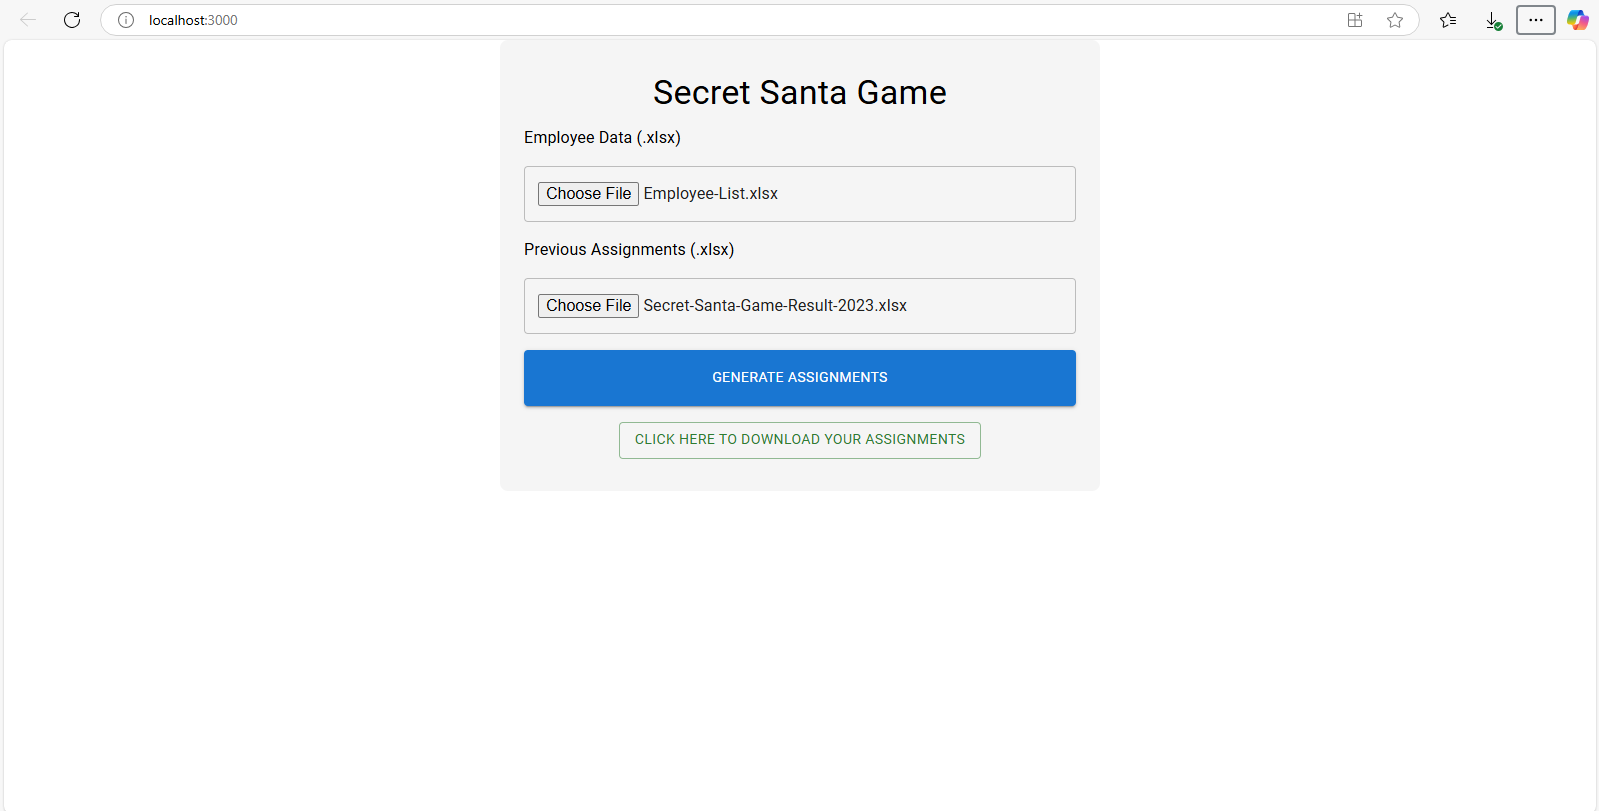 localhost:3000
Secret Santa Game
Employee Data (.xlsx)
Choose File Employee-List.xlsx
Previous Assignments (.xlsx)
Choose File Secret-Santa-Game-Result-2023.xlsx
GENERATE ASSIGNMENTS
CLICK HERE TO DOWNLOAD YOUR ASSIGNMENTS